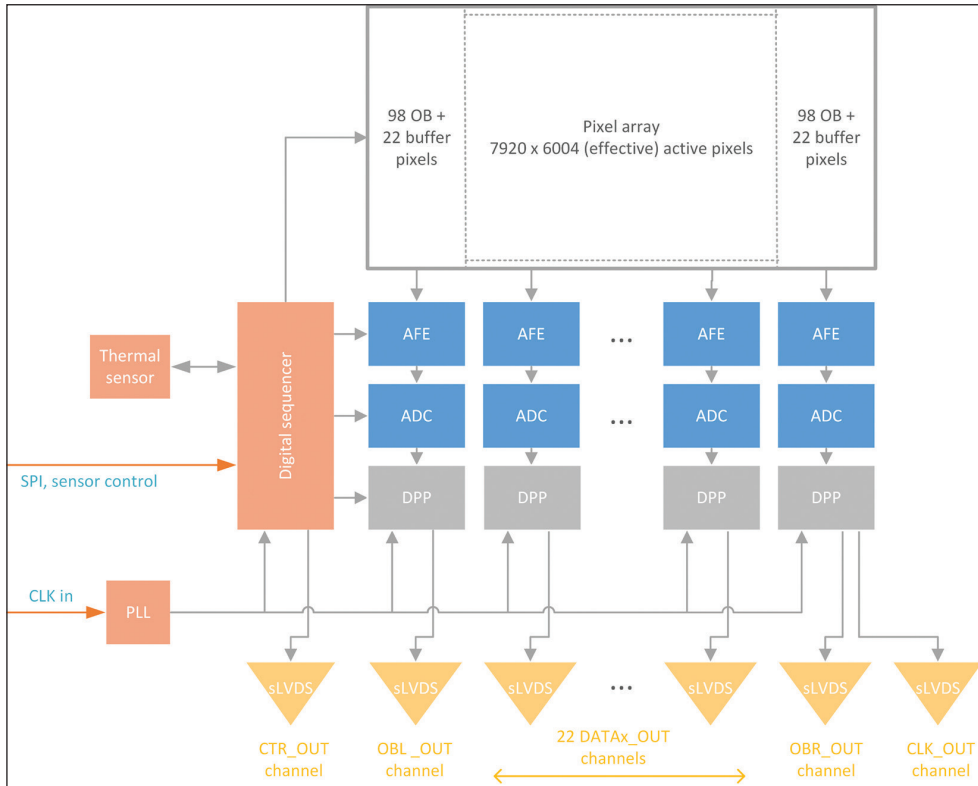 98 OB +
22 buffer
pixels
Pixel array
7920 x 6004 (effective) active pixels
98 OB +
22 buffer
pixels
AFE
AFE
...
AFE
AFE
Thermal
sensor
Digital sequencer
ADC
ADC
...
ADC
ADC
SPI, sensor control
DPP
DPP
DPP
DPP
CLK in
PLL
sLVDS
sLVDS
sLVDS
...
sLVDS
sLVDS
sLVDS
CTR_OUT
channel
OBL _OUT
channel
22 DATAx_OUT
channels
OBR_OUT
channel
CLK_OUT
channel